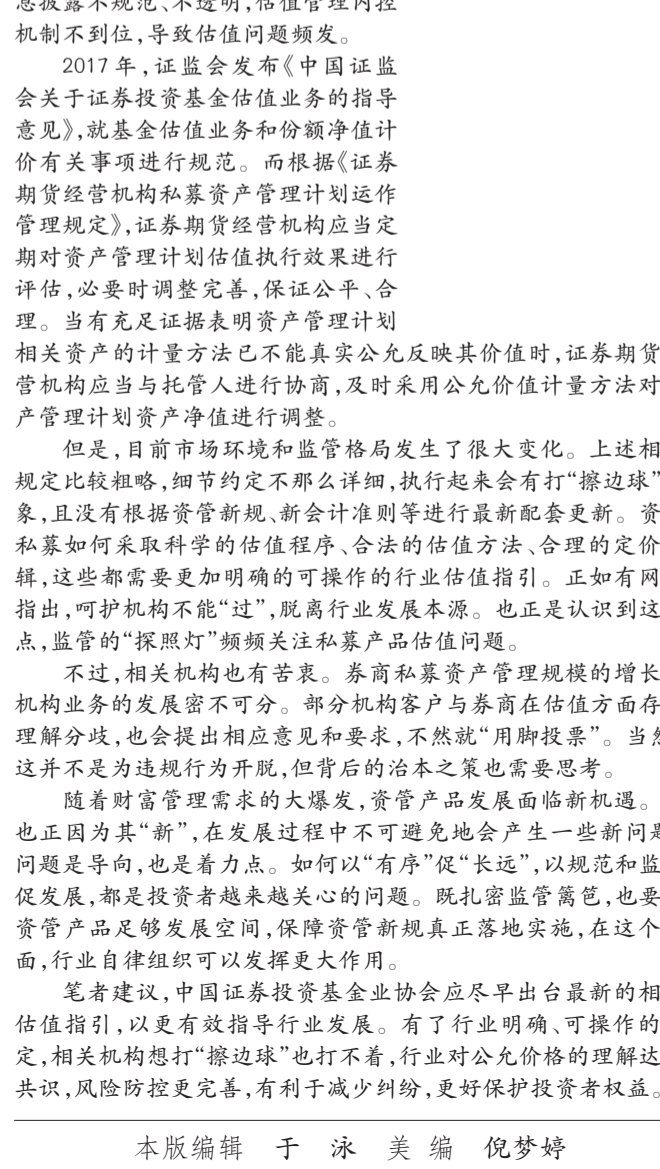 息披露不规范、不透明,估值管理内控
机制不到位,导致估值问题频发。
2017年,证监会发布《中国证监
会关于证券投资基金估值业务的指导
意见》,就基金估值业务和份额净值计
价有关事项进行规范。而根据《证券
期货经营机构私募资产管理计划运作
管理规定》,证券期货经营机构应当定
期对资产管理计划估值执行效果进行
评估,必要时调整完善,保证公平、合
理。当有充足证据表明资产管理计划
相关资产的计量方法已不能真实公允反映其价值时,证券期货
营机构应当与托管人进行协商,及时采用公允价值计量方法对
产管理计划资产净值进行调整。
但是,目前市场环境和监管格局发生了很大变化。上述相
规定比较粗略,细节约定不那么详细,执行起来会有打“擦边球”
象,且没有根据资管新规、新会计准则等进行最新配套更新。资
私募如何采取科学的估值程序、合法的估值方法、合理的定价
辑,这些都需要更加明确的可操作的行业估值指引。正如有网
指出,呵护机构不能“过”,脱离行业发展本源。也正是认识到这
点,监管的“探照灯”频频关注私募产品估值问题。
不过,相关机构也有苦衷。券商私募资产管理规模的增长
机构业务的发展密不可分。部分机构客户与券商在估值方面存
理解分歧,也会提出相应意见和要求,不然就“用脚投票”。当然
这并不是为违规行为开脱,但背后的治本之策也需要思考。
随着财富管理需求的大爆发,资管产品发展面临新机遇。
也正因为其“新”,在发展过程中不可避免地会产生一些新问题
问题是导向,也是着力点。如何以“有序”促“长远”,以规范和监
促发展,都是投资者越来越关心的问题。既扎密监管篱笆,也要
资管产品足够发展空间,保障资管新规真正落地实施,在这个
面,行业自律组织可以发挥更大作用。
笔者建议,中国证券投资基金业协会应尽早出台最新的相
估值指引,以更有效指导行业发展。有了行业明确、可操作的
定,相关机构想打“擦边球”也打不着,行业对公允价格的理解达
共识,风险防控更完善,有利于减少纠纷,更好保护投资者权益。
本版编辑 于 泳 美 编 倪梦婷